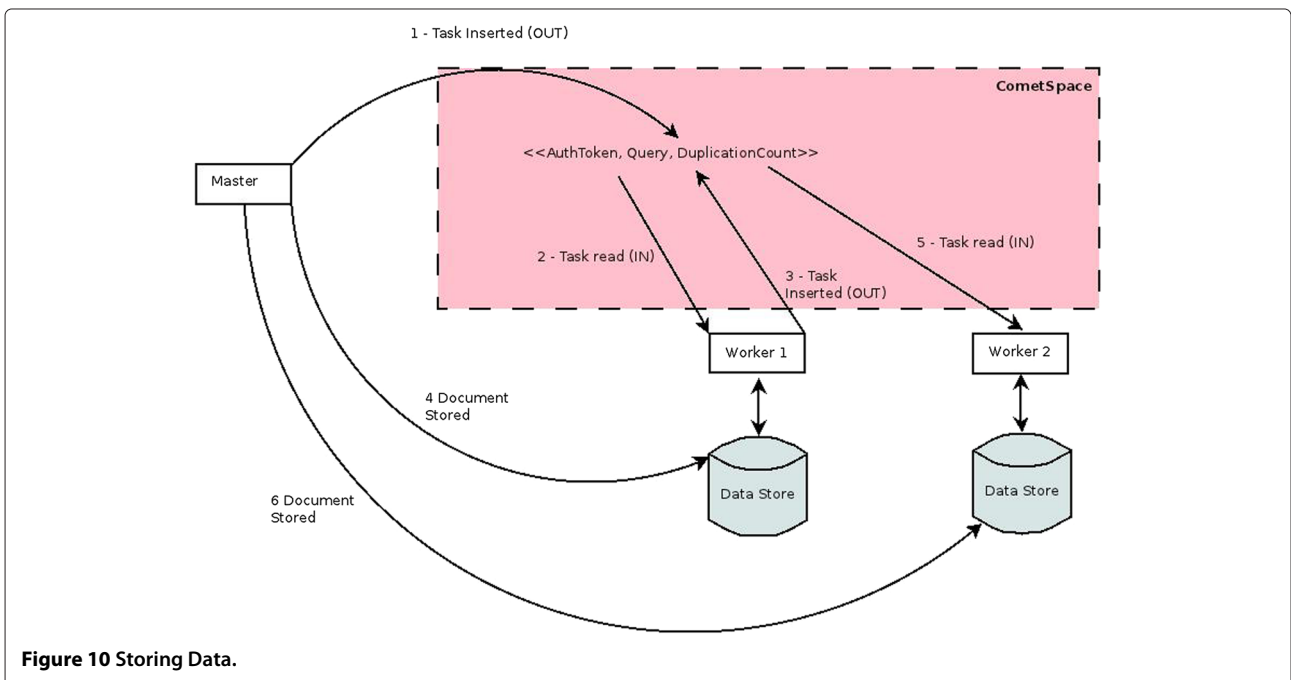 1 - Task Inserted (OUT)
CometSpace
<<AuthToken, Query, DuplicationCount>>
Master
2 - Task read (IN)
5 - Task read (IN)
3 - Task
Inserted (OUT)
Worker 1
Worker 2
4 Document
Stored
Data Store
Data Store
6 Document
Stored
Figure 10 Storing Data.